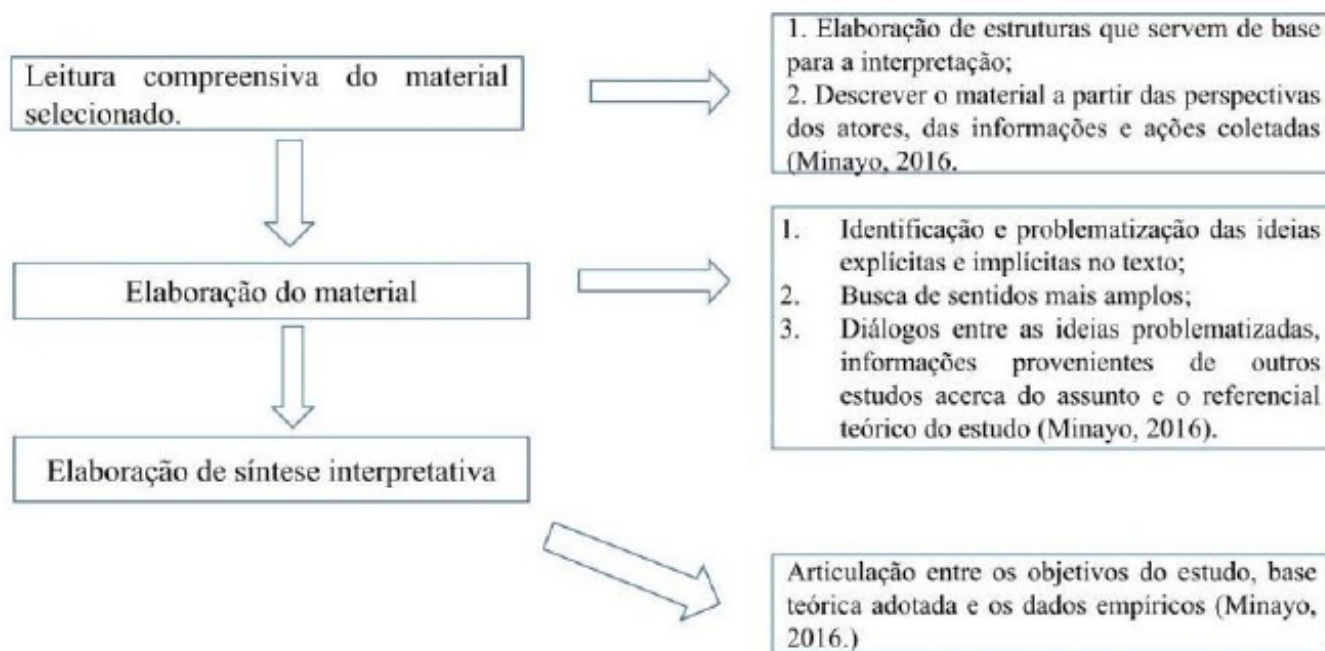 Leitura compreensiva do material
selecionado.
1. Elaboração de estruturas que servem de base
para a interpretação;
2. Descrever o material a partir das perspectivas
dos atores, das informações e ações coletadas
(Minayo, 2016.
Elaboração do material
1. Identificação e problematização das ideias
explícitas e implícitas no texto;
2. Busca de sentidos mais amplos;
3. Diálogos entre as ideias problematizadas,
informações provenientes de outros
estudos acerca do assunto e o referencial
teórico do estudo (Minayo, 2016).
Elaboração de síntese interpretativa
Articulação entre os objetivos do estudo, base
teórica adotada e os dados empíricos (Minayo,
2016.)